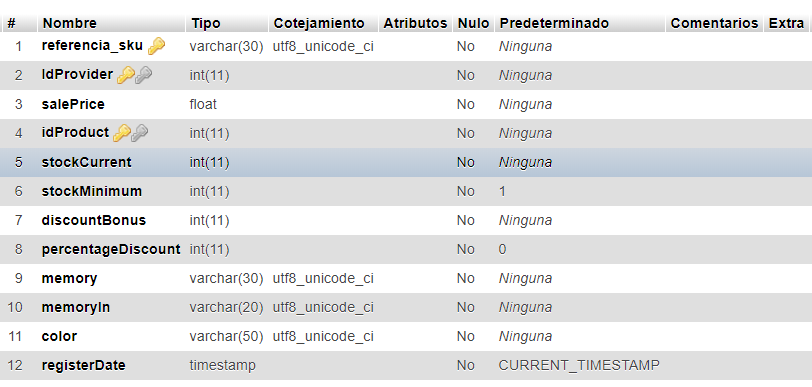 # Nombre Tipo Cotejamiento Atributos Nulo Predeterminado Comentarios Extra
1 referencia_sku varchar(30) utf8_unicode_ci No Ninguna
2 IdProvider int(11) No Ninguna
3 salePrice float No Ninguna
4 idProduct int(11) No Ninguna
5 stockCurrent int(11) No Ninguna
6 stockMinimum int(11) No 1
7 discountBonus int(11) No Ninguna
8 percentageDiscount int(11) No 0
9 memory varchar(30) utf8_unicode_ci No Ninguna
10 memoryIn varchar(20) utf8_unicode_ci No Ninguna
11 color varchar(50) utf8_unicode_ci No Ninguna
12 registerDate timestamp No CURRENT_TIMESTAMP